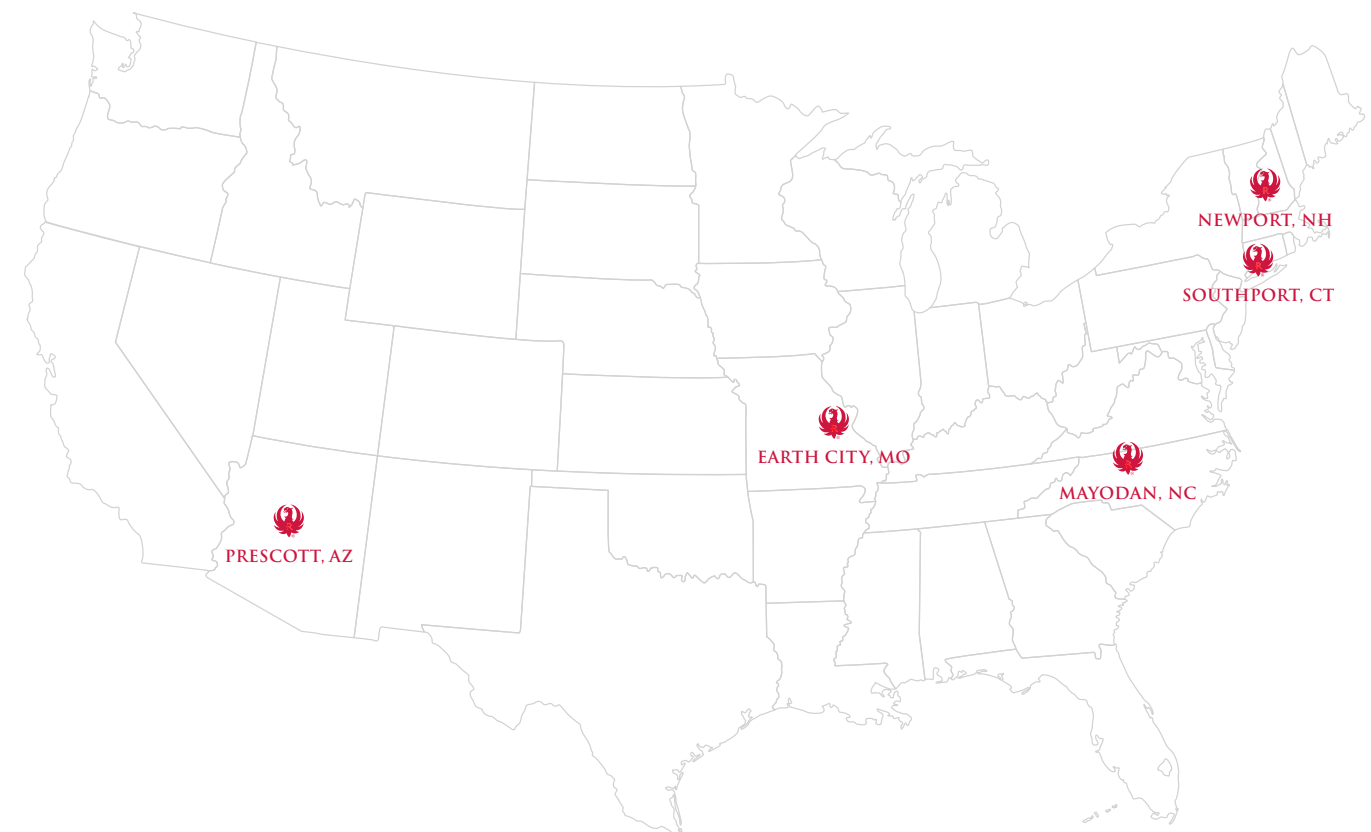 NEWPORT, NH
SOUTHPORT, CT
EARTH CITY, MO
MAYODAN, NC
PRESCOTT, AZ